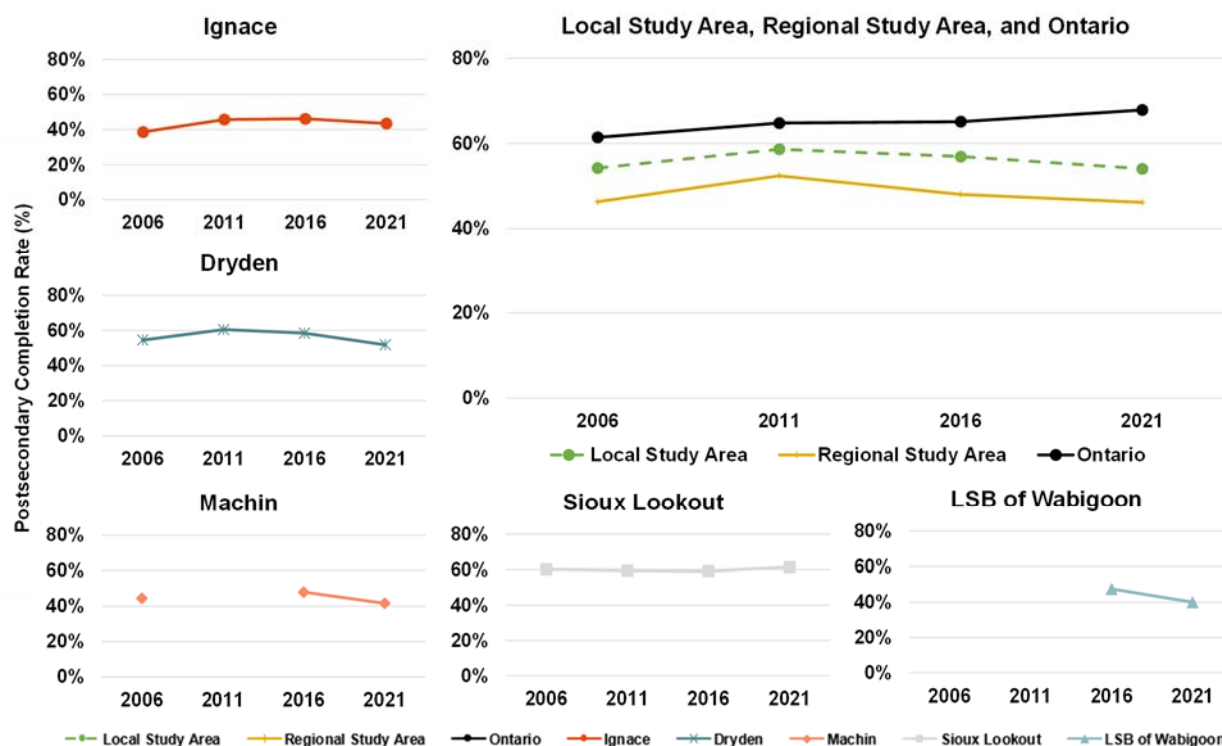 Postsecondary Completion Rate (%)
Ignace
80%
60%
40%
20%
0%
2006 2011 2016 2021
Local Study Area, Regional Study Area, and Ontario
80%
60%
40%
20%
0%
2006 2011 2016 2021
Local Study Area Regional Study Area Ontario
Dryden
80%
60%
40%
20%
0%
2006 2011 2016 2021
Machin
80%
60%
40%
20%
0%
2006 2011 2016 2021
Sioux Lookout
80%
60%
40%
20%
0%
2006 2011 2016 2021
LSB of Wabigoon
80%
60%
40%
20%
0%
2006 2011 2016 2021
Local Study Area Regional Study Area Ontario Ignace Dryden Machin Sioux Lookout LSB of Wabigoon